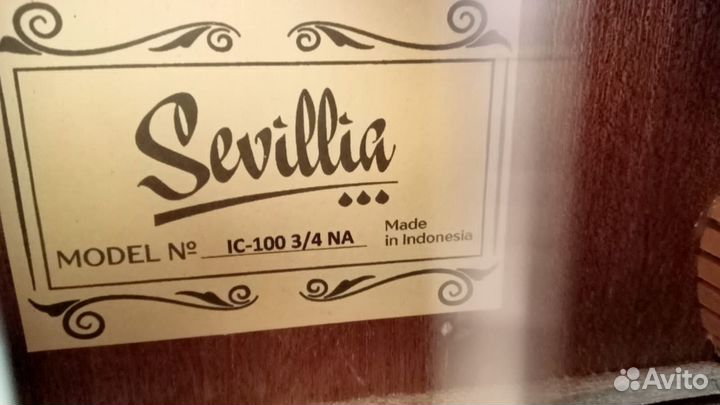 Sevillia
MODEL Nº IC-100 3/4 NA
Made
in Indonesia
Avito